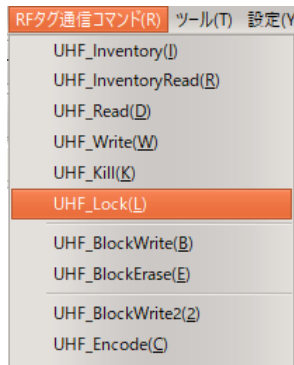 RFタグ通信コマンド(R) ツール(T) 設定(Y
UHF_Inventory(I)
UHF_InventoryRead(R)
UHF_Read(D)
UHF_Write(W)
UHF_Kill(K)
UHF_Lock(L)
UHF_BlockWrite(B)
UHF_BlockErase(E)
UHF_BlockWrite2(2)
UHF_Encode(C)